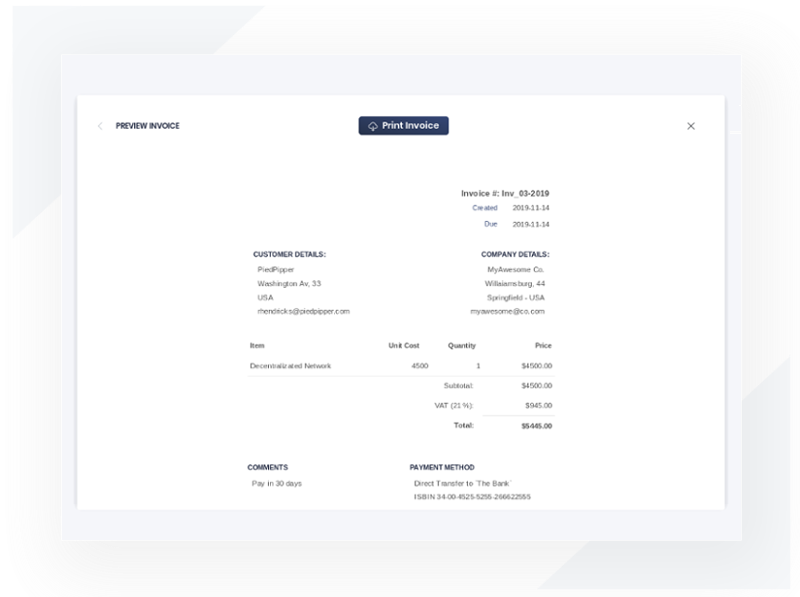 PREVIEW INVOICE
Print Invoice
Invoice #: Inv_03-2019
Created 2019-11-14
Due 2019-11-14
CUSTOMER DETAILS: COMPANY DETAILS:
PiedPipper MyAwesome Co.
Washington Av, 33 Willaiamsburg, 44
USA Springfield - USA
rhendricks@piedpipper.com myawesome@co.com
Item Unit Cost Quantity Price
Decentralizated Network 4500 1 $4500.00
Subtotal: $4500.00
VAT (21 %): $945.00
Total: $5445.00
COMMENTS PAYMENT METHOD
Pay in 30 days Direct Transfer to `The Bank`
ISBIN 34-00-4525-5255-266622555